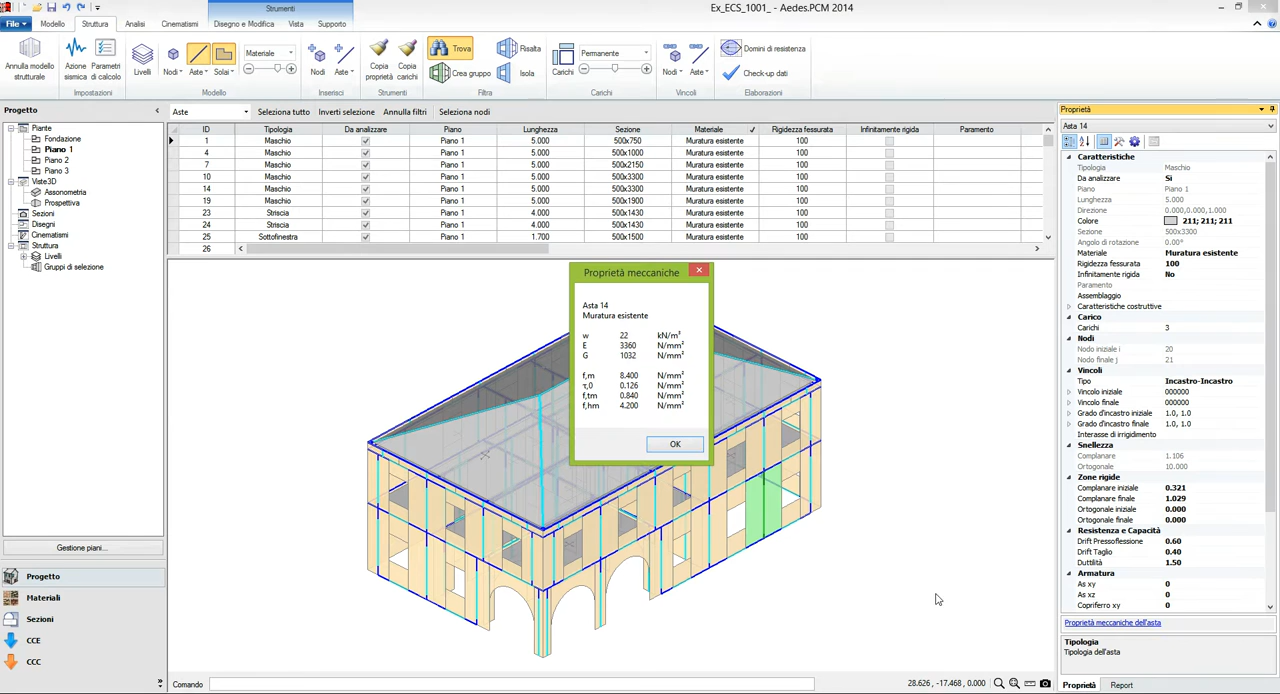 Strumenti
Ex_ECS_1001_ - Aedes.PCM 2014
File
Modello
Struttura
Analisi
Cinematismi
Disegno e Modifica
Vista
Supporto
Annulla modello
strutturale
Azione
sismica
Parametri
di calcolo
Impostazioni
Livelli
Nodi
Aste
Solai
Materiale
Modello
Nodi
Aste
Inserisci
Copia
proprietà
Copia
carichi
Strumenti
Trova
Crea gruppo
Risalta
Isola
Filtra
Carichi
Permanente
Carichi
Nodi
Aste
Vincoli
Domini di resistenza
Check-up dati
Elaborazioni
Progetto
Piante
Fondazione
Piano 1
Piano 2
Piano 3
Viste3D
Assonometria
Prospettiva
Sezioni
Disegni
Cinematismi
Struttura
Livelli
Gruppi di selezione
Gestione piani...
Progetto
Materiali
Sezioni
CCE
CCC
Aste
Seleziona tutto
Inverti selezione
Annulla filtri
Seleziona nodi
ID Tipologia Da analizzare Piano Lunghezza Sezione Materiale Rigidezza fessurata Infinitamente rigida Paramento
1 Maschio Piano 1 5.000 500x750 Muratura esistente 100
4 Maschio Piano 1 5.000 500x1000 Muratura esistente 100
7 Maschio Piano 1 5.000 500x2150 Muratura esistente 100
10 Maschio Piano 1 5.000 500x3300 Muratura esistente 100
14 Maschio Piano 1 5.000 500x3300 Muratura esistente 100
19 Maschio Piano 1 5.000 500x1900 Muratura esistente 100
23 Striscia Piano 1 4.000 500x1430 Muratura esistente 100
24 Striscia Piano 1 4.000 500x1430 Muratura esistente 100
25 Sottofinestra Piano 1 1.700 500x1500 Muratura esistente 100
26
Proprietà meccaniche
Asta 14
Muratura esistente
w 22 kN/m³
E 3360 N/mm²
G 1032 N/mm²
f,m 8.400 N/mm²
τ,0 0.126 N/mm²
f,tm 0.840 N/mm²
f,hm 4.200 N/mm²
OK
Comando
28.626 , -17.468 , 0.000
Proprietà
Asta 14
Caratteristiche
Tipologia Maschio
Da analizzare Sì
Piano Piano 1
Lunghezza 5.000
Direzione 0.000,0.000,1.000
Colore 211; 211; 211
Sezione 500x3300
Angolo di rotazione 0.00°
Materiale Muratura esistente
Rigidezza fessurata 100
Infinitamente rigida No
Paramento
Assemblaggio
Caratteristiche costruttive
Carico
Carichi 3
Nodi
Nodo iniziale i 20
Nodo finale j 21
Vincoli
Tipo Incastro-Incastro
Vincolo iniziale 000000
Vincolo finale 000000
Grado d'incastro iniziale 1.0, 1.0
Grado d'incastro finale 1.0, 1.0
Interasse di irrigidimento
Snellezza
Complanare 1.106
Ortogonale 10.000
Zone rigide
Complanare iniziale 0.321
Complanare finale 1.029
Ortogonale iniziale 0.000
Ortogonale finale 0.000
Resistenza e Capacità
Drift Pressoflessione 0.60
Drift Taglio 0.40
Duttilità 1.50
Armatura
As xy 0
As xz 0
Copriferro xy 0
Proprietà meccaniche dell'asta
Tipologia
Tipologia dell'asta
Proprietà
Report